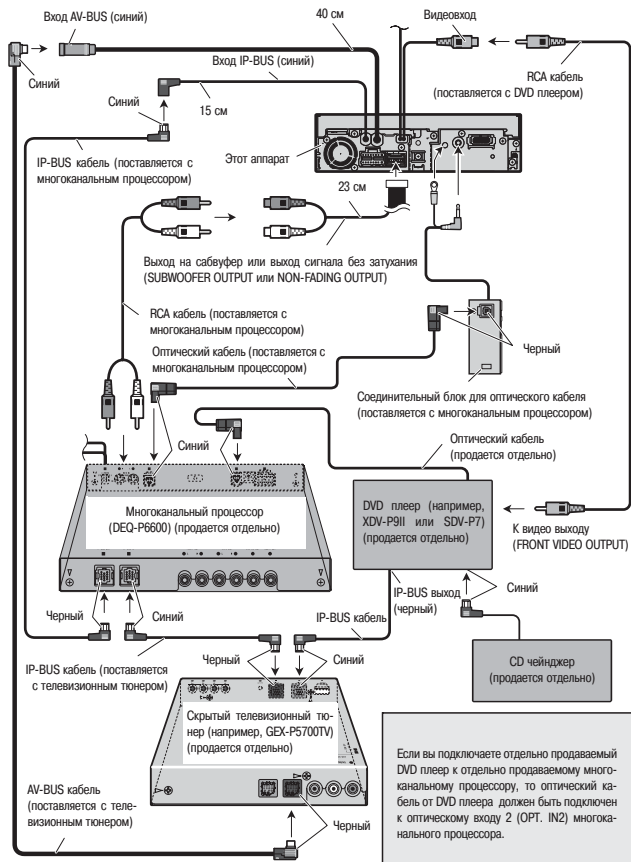 Вход AV-BUS (синий)
40 см
Видеовход
Синий
Вход IP-BUS (синий)
RCA кабель
(поставляется с DVD плеером)
Синий
15 см
IP-BUS кабель (поставляется с
многоканальным процессором)
Этот аппарат
23 см
Выход на сабвуфер или выход сигнала без затухания
(SUBWOOFER OUTPUT или NON-FADING OUTPUT)
RCA кабель (поставляется с
многоканальным процессором)
Черный
Оптический кабель (поставляется с
многоканальным процессором)
Соединительный блок для оптического кабеля
(поставляется с многоканальным процессором)
Синий
Оптический кабель
(продается отдельно)
Многоканальный процессор
(DEQ-P6600) (продается отдельно)
DVD плеер (например,
XDV-P9II или SDV-P7)
(продается отдельно)
К видео выходу
(FRONT VIDEO OUTPUT)
Черный
Синий
IP-BUS кабель
IP-BUS выход
(черный)
Синий
IP-BUS кабель (поставляется
с телевизионным тюнером)
Черный
Синий
CD чейнджер
(продается отдельно)
Скрытый телевизионный тю-
нер (например, GEX-P5700TV)
(продается отдельно)
AV-BUS кабель
(поставляется с теле-
визионным тюнером)
Черный
Если вы подключаете отдельно продаваемый
DVD плеер к отдельно продаваемому много-
канальному процессору, то оптический ка-
бель от DVD плеера должен быть подключен
к оптическому входу 2 (OPT. IN2) многока-
нального процессора.